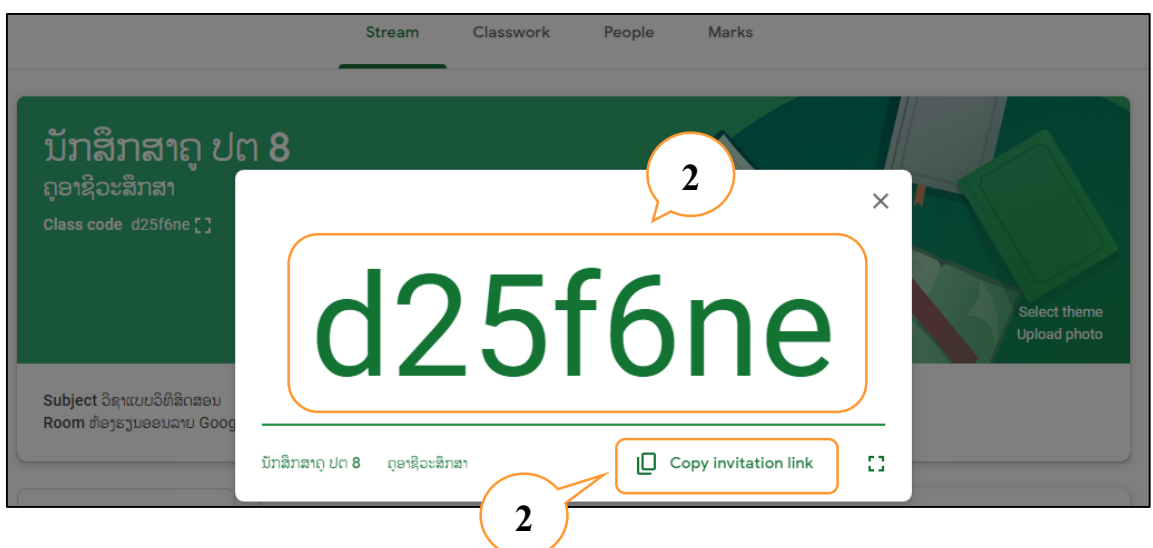 Stream Classwork People Marks
ນັກສຶກສາຄູ ປຕ 8
ຄູອາຊີວະສຶກສາ
Class code d25f6ne
2
d25f6ne
Select theme
Upload photo
Subject ວິຊາແບບວິທີສິດສອນ
Room ຫ້ອງຮຽນອອນລາຍ Goog
ນັກສຶກສາຄູ ປຕ 8 ຄູອາຊີວະສຶກສາ Copy invitation link
2